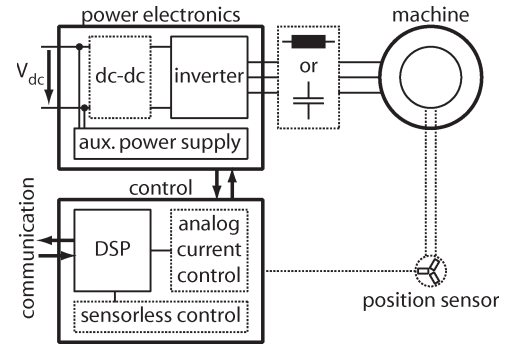 power electronics
machine
Vdc
dc-dc
inverter
or
aux. power supply
control
communication
DSP
analog
current
control
sensorless control
position sensor